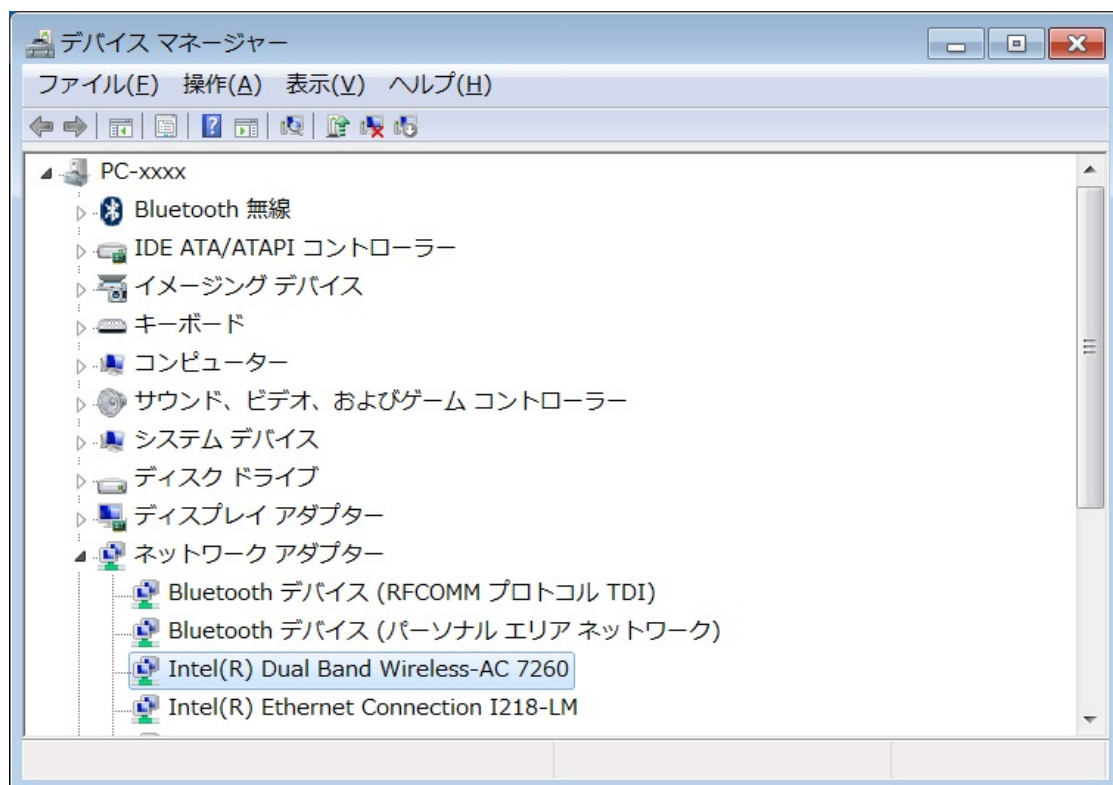 デバイス マネージャー
ファイル(F) 操作(A) 表示(V) ヘルプ(H)
PC-xxxx
Bluetooth 無線
IDE ATA/ATAPI コントローラー
イメージング デバイス
キーボード
コンピューター
サウンド、ビデオ、およびゲーム コントローラー
システム デバイス
ディスク ドライブ
ディスプレイ アダプター
ネットワーク アダプター
Bluetooth デバイス (RFCOMM プロトコル TDI)
Bluetooth デバイス (パーソナル エリア ネットワーク)
Intel(R) Dual Band Wireless-AC 7260
Intel(R) Ethernet Connection I218-LM